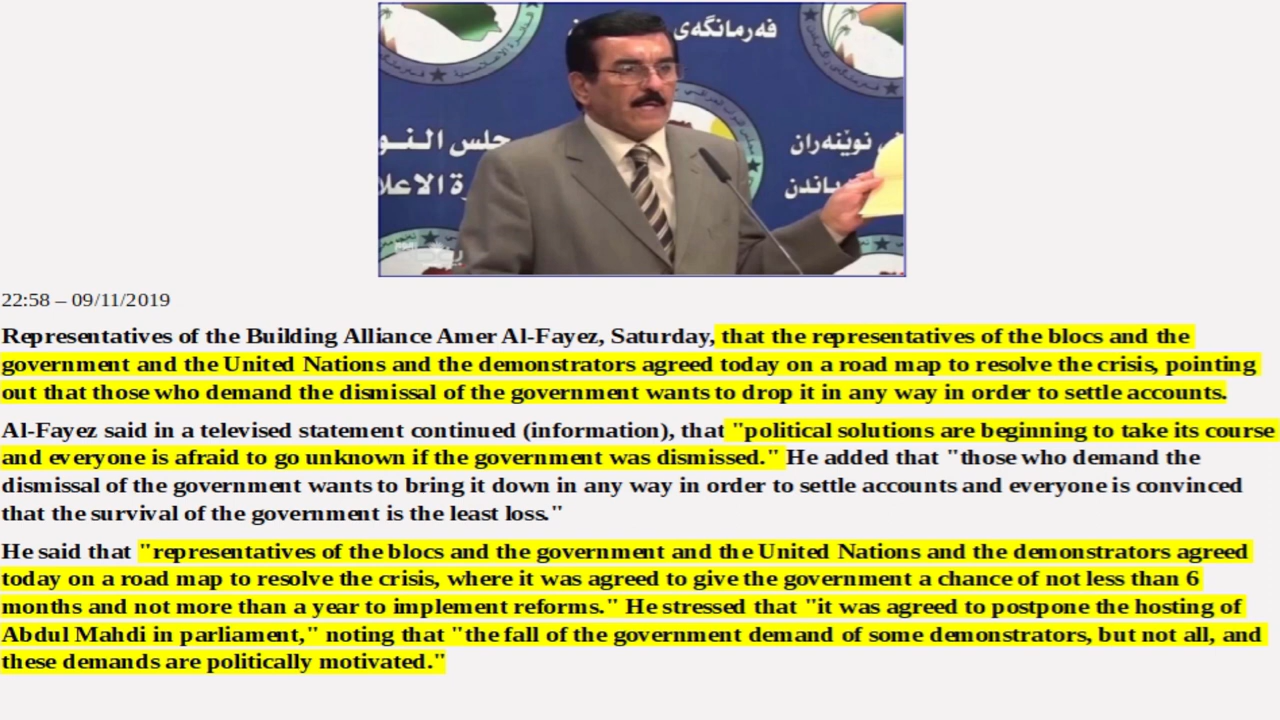 فەرمانگەی
جلس النـو
ـرة الاعلا
نوێنەران
ـیاندن
22:58 – 09/11/2019
Representatives of the Building Alliance Amer Al-Fayez, Saturday, that the representatives of the blocs and the
government and the United Nations and the demonstrators agreed today on a road map to resolve the crisis, pointing
out that those who demand the dismissal of the government wants to drop it in any way in order to settle accounts.
Al-Fayez said in a televised statement continued (information), that "political solutions are beginning to take its course
and everyone is afraid to go unknown if the government was dismissed." He added that "those who demand the
dismissal of the government wants to bring it down in any way in order to settle accounts and everyone is convinced
that the survival of the government is the least loss."
He said that "representatives of the blocs and the government and the United Nations and the demonstrators agreed
today on a road map to resolve the crisis, where it was agreed to give the government a chance of not less than 6
months and not more than a year to implement reforms." He stressed that "it was agreed to postpone the hosting of
Abdul Mahdi in parliament," noting that "the fall of the government demand of some demonstrators, but not all, and
these demands are politically motivated."